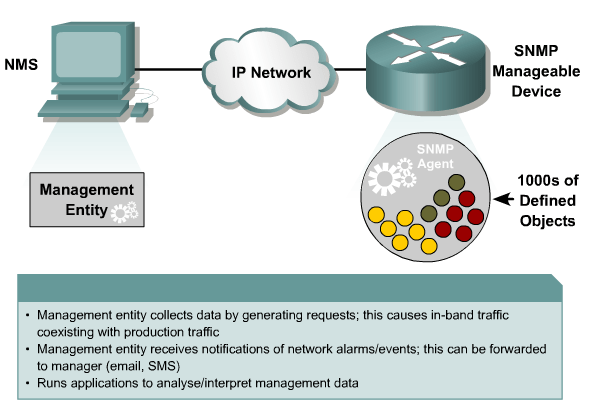 NMS
IP Network
SNMP
Manageable
Device
Management
Entity
SNMP
Agent
1000s of
Defined
Objects
• Management entity collects data by generating requests; this causes in-band traffic
coexisting with production traffic
• Management entity receives notifications of network alarms/events; this can be forwarded
to manager (email, SMS)
• Runs applications to analyse/interpret management data